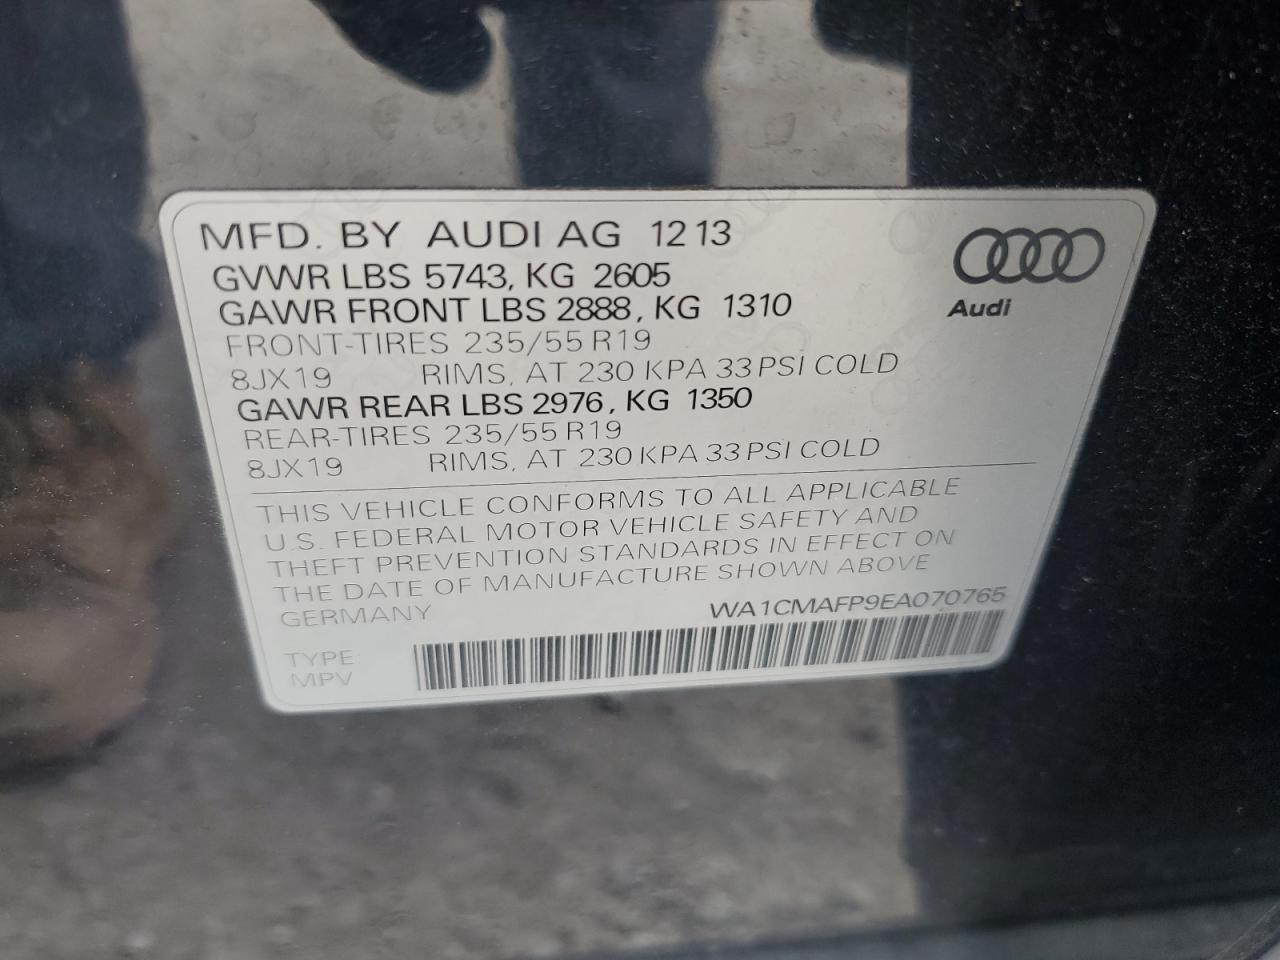 MFD. BY AUDI AG 12 13
GVWR LBS 5743, KG 2605
GAWR FRONT LBS 2888, KG 1310
Audi
FRONT-TIRES 235/55 R19
8JX19 RIMS, AT 230 KPA 33 PSI COLD
GAWR REAR LBS 2976, KG 1350
REAR-TIRES 235/55 R19
8JX19 RIMS, AT 230 KPA 33 PSI COLD
THIS VEHICLE CONFORMS TO ALL APPLICABLE
U.S. FEDERAL MOTOR VEHICLE SAFETY AND
THEFT PREVENTION STANDARDS IN EFFECT ON
THE DATE OF MANUFACTURE SHOWN ABOVE
GERMANY WA1CMAFP9EA070765
TYPE:
MPV